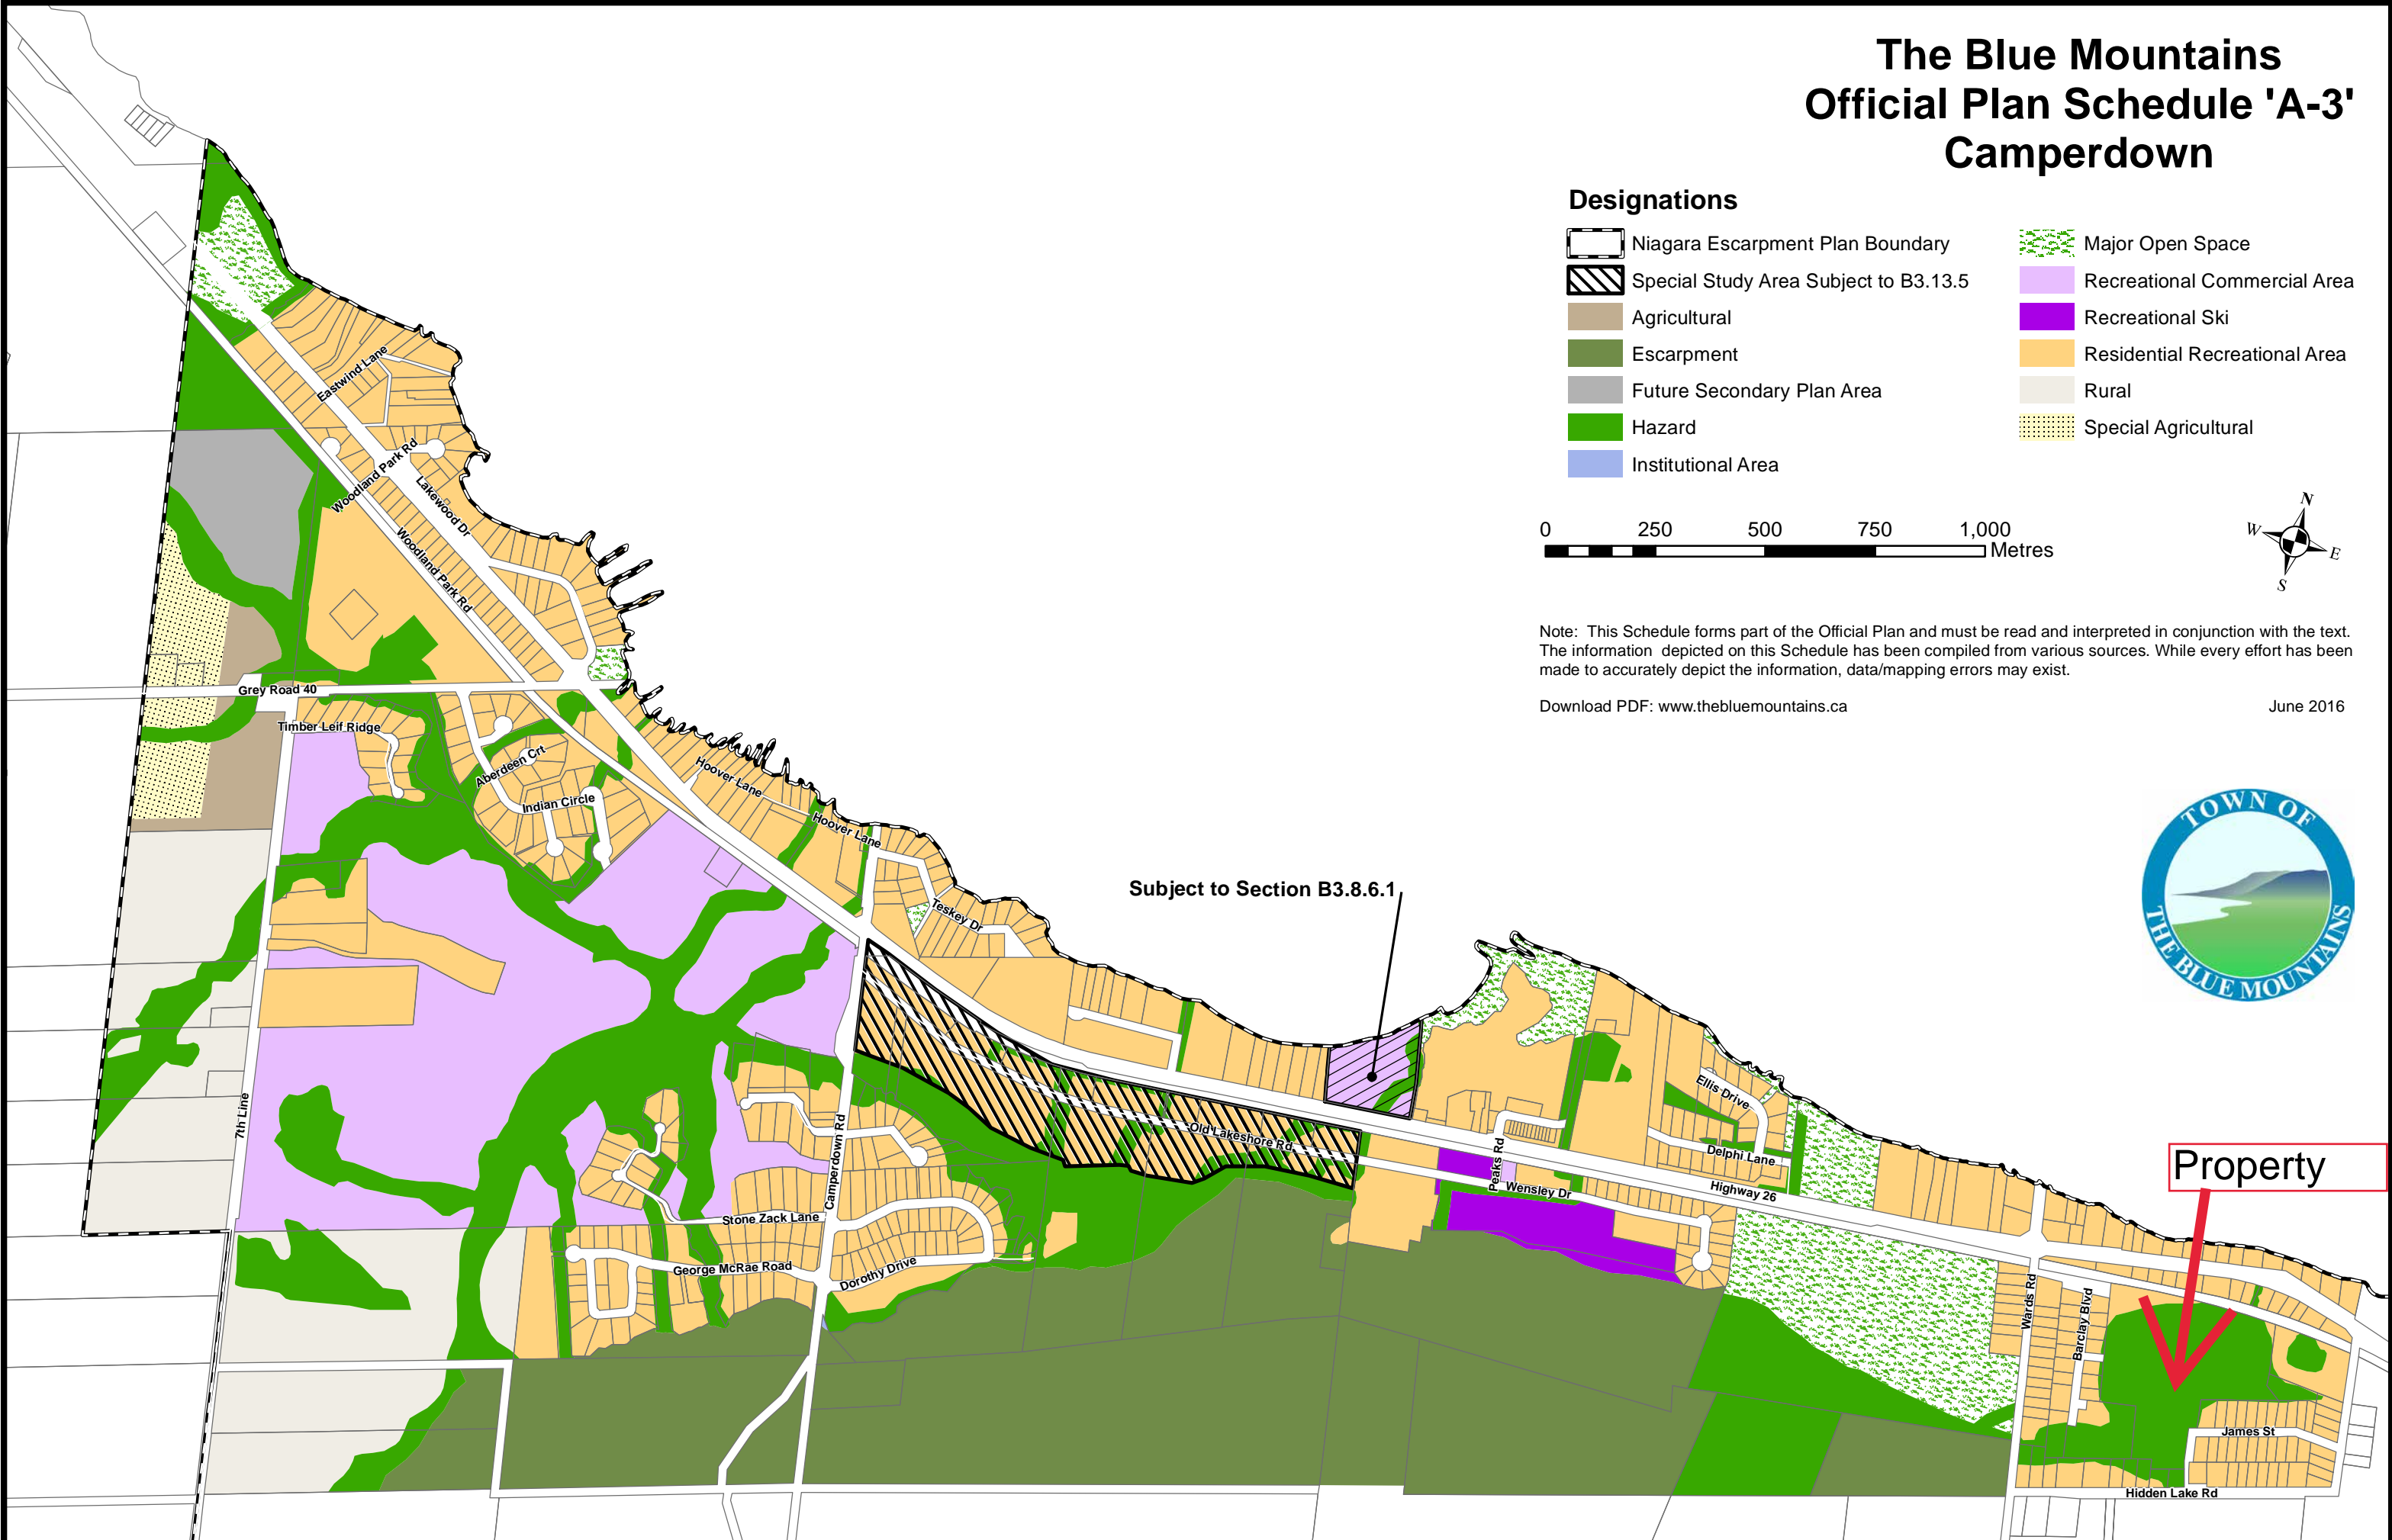 The Blue Mountains
Official Plan Schedule 'A-3'
Camperdown
Designations
Niagara Escarpment Plan Boundary
Special Study Area Subject to B3.13.5
Agricultural
Escarpment
Future Secondary Plan Area
Hazard
Institutional Area
Major Open Space
Recreational Commercial Area
Recreational Ski
Residential Recreational Area
Rural
Special Agricultural
0 250 500 750 1,000
Metres
N
W
E
S
Note: This Schedule forms part of the Official Plan and must be read and interpreted in conjunction with the text.
The information depicted on this Schedule has been compiled from various sources. While every effort has been
made to accurately depict the information, data/mapping errors may exist.
Download PDF: www.thebluemountains.ca June 2016
TOWN OF
THE BLUE MOUNTAINS
Eastwind Lane
Woodland Park Rd
Lakewood Dr
Woodland Park Rd
Grey Road 40
Timber Leif Ridge
Aberdeen Crt
Indian Circle
Hoover Lane
Hoover Lane
Teskey Dr
Subject to Section B3.8.6.1
7th Line
Camperdown Rd
Old Lakeshore Rd
Stone Zack Lane
George McRae Road
Dorothy Drive
Peaks Rd
Wensley Dr
Ellis Drive
Delphi Lane
Highway 26
Property
Wards Rd
Barclay Blvd
James St
Hidden Lake Rd